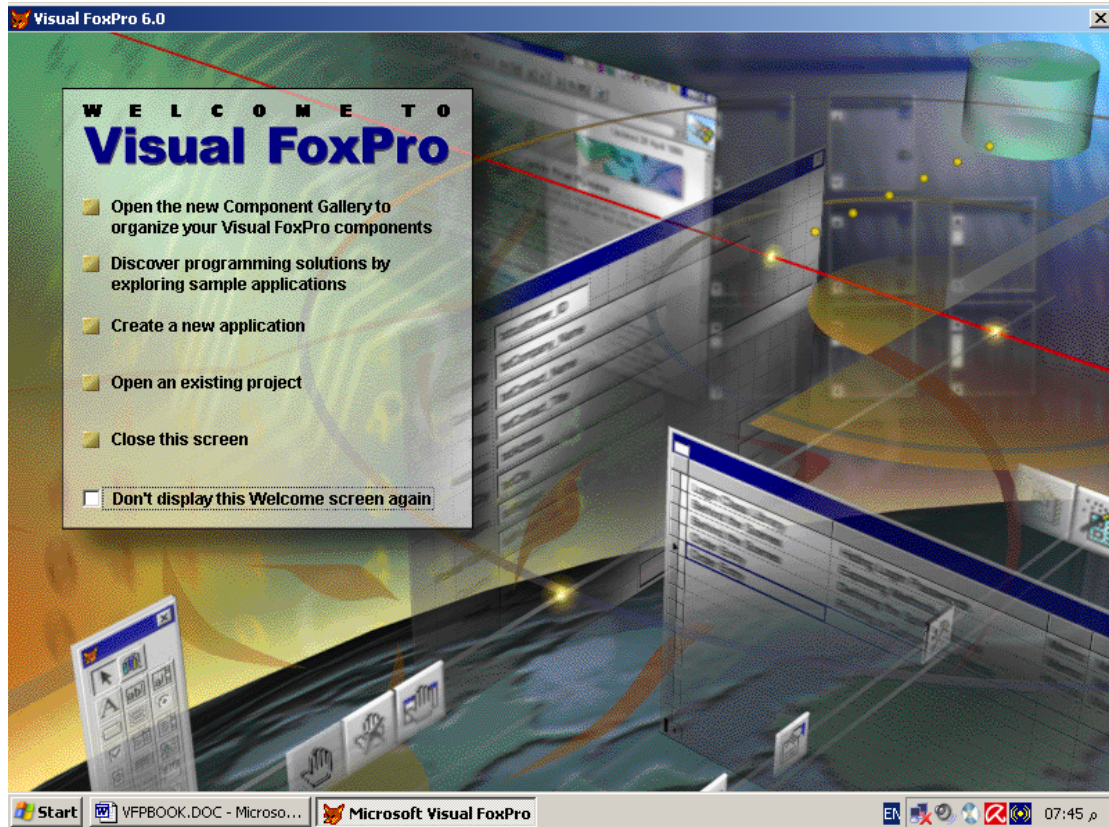 Visual FoxPro 6.0
WELCOME TO
Visual FoxPro
Open the new Component Gallery to
organize your Visual FoxPro components
Discover programming solutions by
exploring sample applications
Create a new application
Open an existing project
Close this screen
Don't display this Welcome screen again
Start
VFPBOOK.DOC - Microso...
Microsoft Visual FoxPro
EN
07:45 م